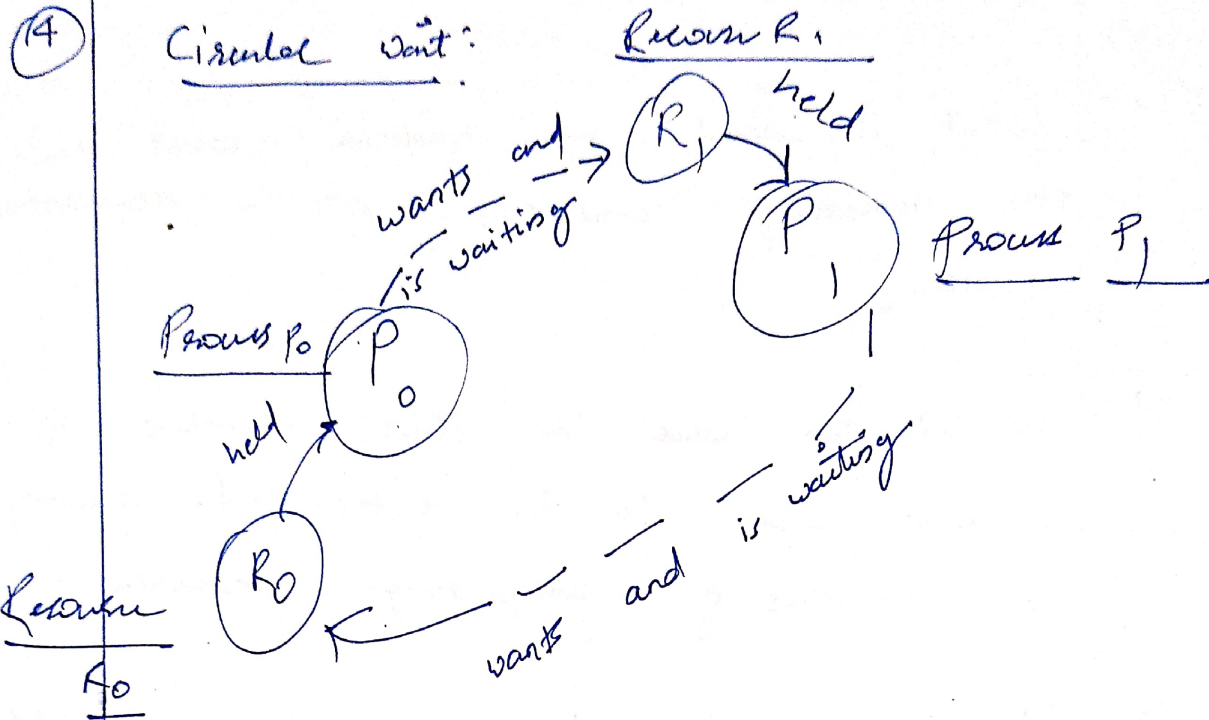 14
Circular wait:
Resource R1
held
R1
wants and
is waiting
P1
Process P1
Process P0
P0
held
R0
is waiting
and
wants
Resource
R0